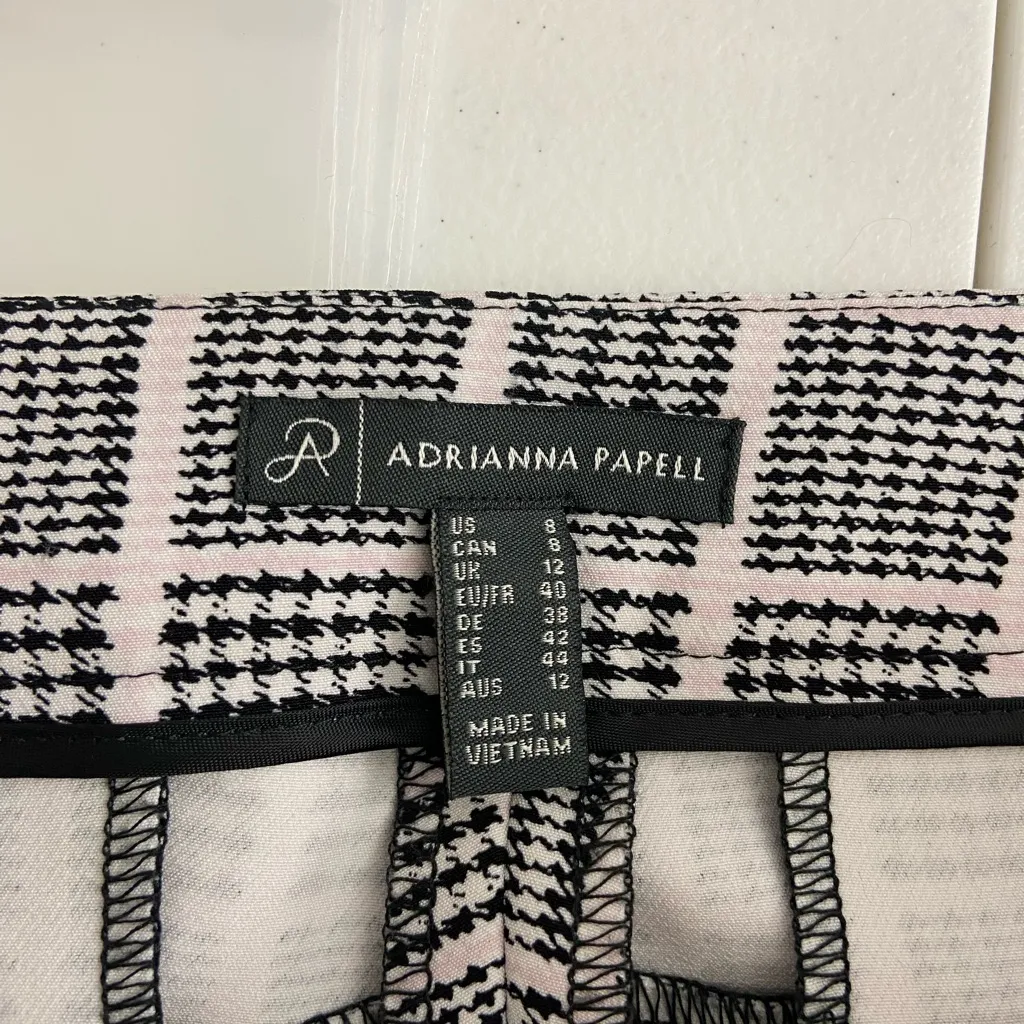 AP
ADRIANNA PAPELL
US 8
CAN 8
UK 12
EU/FR 40
DE 38
ES 42
IT 44
AUS 12
MADE IN
VIETNAM